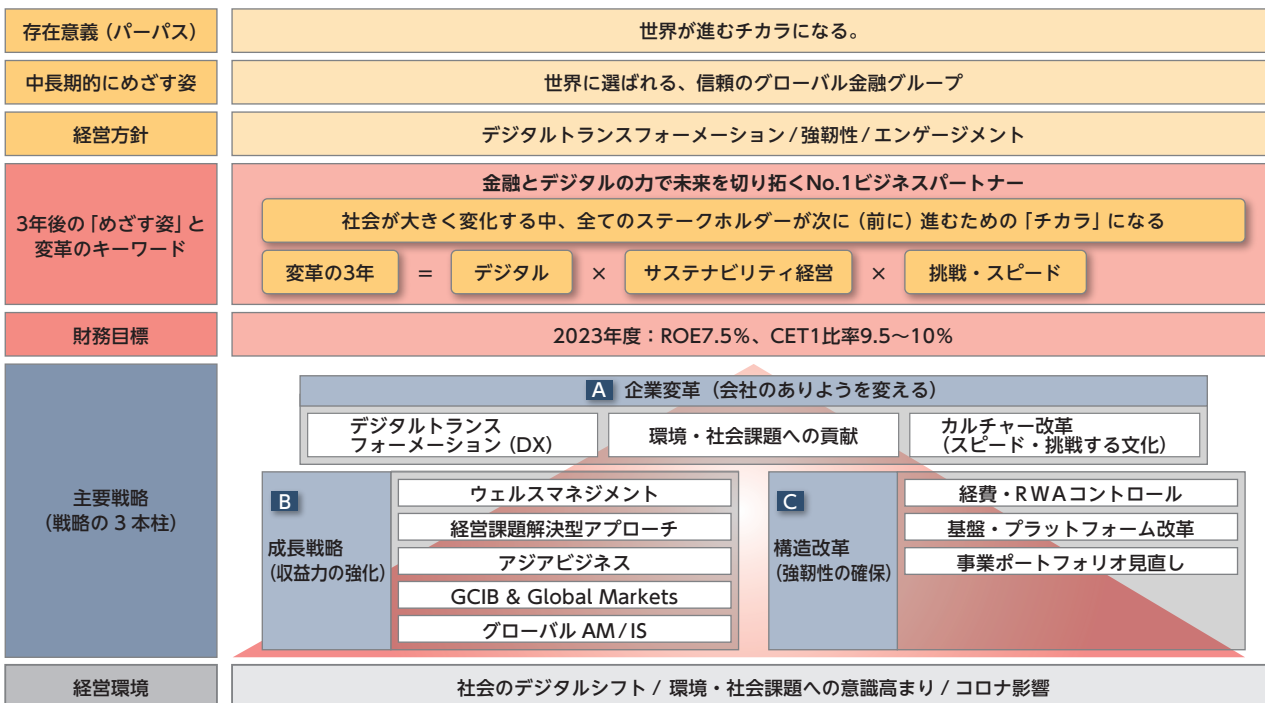 存在意義（パーパス）
世界が進むチカラになる。
中長期的にめざす姿
世界に選ばれる、信頼のグローバル金融グループ
経営方針
デジタルトランスフォーメーション / 強靭性 / エンゲージメント
3年後の「めざす姿」と
変革のキーワード
金融とデジタルの力で未来を切り拓くNo.1ビジネスパートナー
社会が大きく変化する中、全てのステークホルダーが次に（前に）進むための「チカラ」になる
変革の3年 = デジタル × サステナビリティ経営 × 挑戦・スピード
財務目標
2023年度：ROE7.5％、CET1比率9.5〜10％
主要戦略
（戦略の 3 本柱）
A 企業変革（会社のありようを変える）
デジタルトランス
フォーメーション（DX）
環境・社会課題への貢献
カルチャー改革
（スピード・挑戦する文化）
B
成長戦略
（収益力の強化）
ウェルスマネジメント
経営課題解決型アプローチ
アジアビジネス
GCIB & Global Markets
グローバル AM / IS
C
構造改革
（強靭性の確保）
経費・RWAコントロール
基盤・プラットフォーム改革
事業ポートフォリオ見直し
経営環境
社会のデジタルシフト / 環境・社会課題への意識高まり / コロナ影響